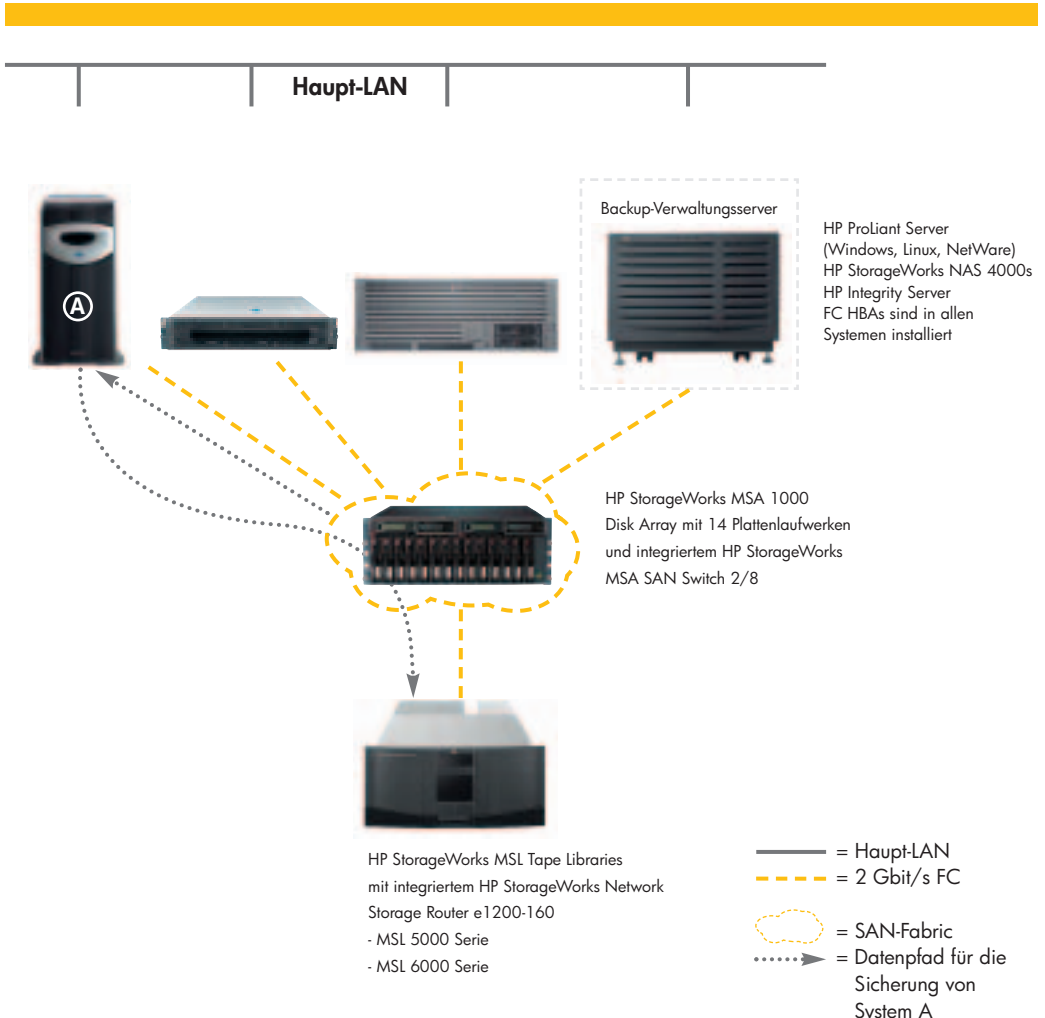 Haupt-LAN
Backup-Verwaltungsserver
HP ProLiant Server
(Windows, Linux, NetWare)
HP StorageWorks NAS 4000s
HP Integrity Server
FC HBAs sind in allen
Systemen installiert
A
HP StorageWorks MSA 1000
Disk Array mit 14 Plattenlaufwerken
und integriertem HP StorageWorks
MSA SAN Switch 2/8
HP StorageWorks MSL Tape Libraries
mit integriertem HP StorageWorks Network
Storage Router e1200-160
- MSL 5000 Serie
- MSL 6000 Serie
= Haupt-LAN
= 2 Gbit/s FC
= SAN-Fabric
= Datenpfad für die
Sicherung von
System A